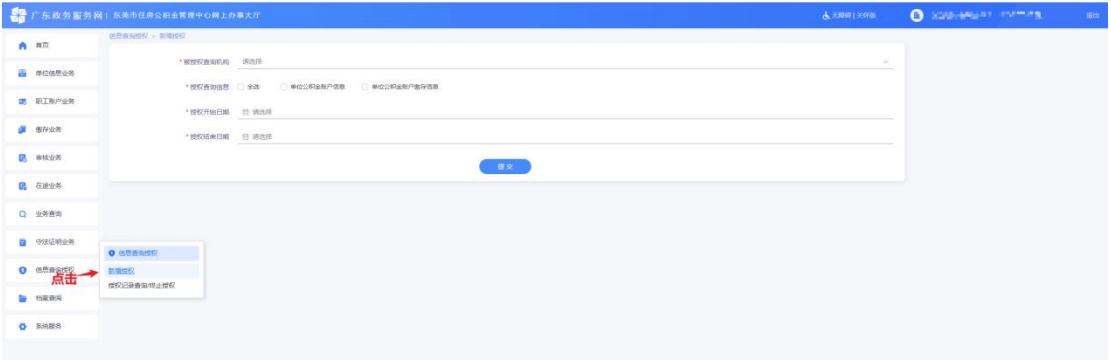 广东政务服务网 | 东莞市住房公积金管理中心网上办事大厅 无障碍 | 关怀版 退出
首页
单位信息业务
职工账户业务
缴存业务
审核业务
在途业务
业务查询
守法证明业务
信息查询授权
档案查阅
系统服务
信息查询授权 > 新增授权
* 被授权查询机构 请选择
* 授权查询信息 全选 单位公积金账户信息 单位公积金账户缴存信息
* 授权开始日期 请选择
* 授权结束日期 请选择
提交
信息查询授权
新增授权
授权记录查询/终止授权
点击